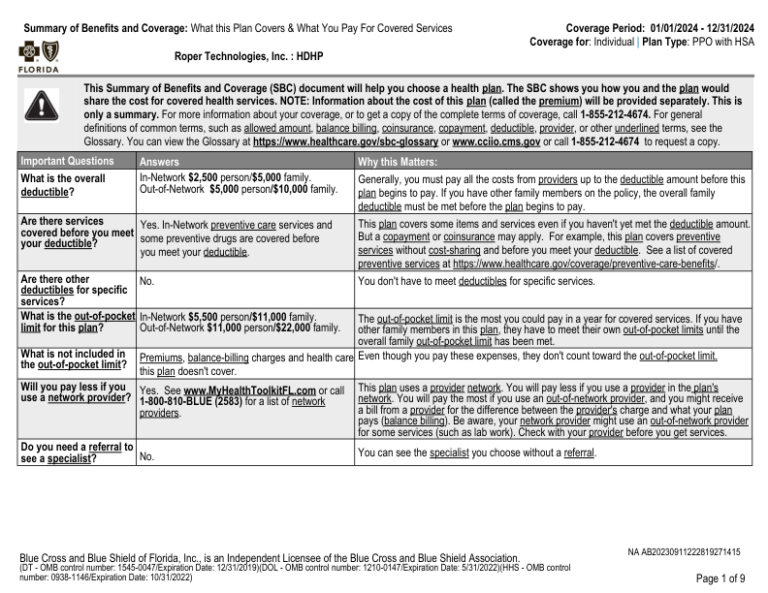 Summary of Benefits and Coverage: What this Plan Covers & What You Pay For Covered Services
Coverage Period: 01/01/2024 - 12/31/2024
Coverage for: Individual | Plan Type: PPO with HSA
FLORIDA
Roper Technologies, Inc. : HDHP
This Summary of Benefits and Coverage (SBC) document will help you choose a health plan. The SBC shows you how you and the plan would
share the cost for covered health services. NOTE: Information about the cost of this plan (called the premium) will be provided separately. This is
only a summary. For more information about your coverage, or to get a copy of the complete terms of coverage, call 1-855-212-4674. For general
definitions of common terms, such as allowed amount, balance billing, coinsurance, copayment, deductible, provider, or other underlined terms, see the
Glossary. You can view the Glossary at https://www.healthcare.gov/sbc-glossary or www.cciio.cms.gov or call 1-855-212-4674 to request a copy.
Important Questions
Answers
Why this Matters:
What is the overall
deductible?
In-Network $2,500 person/$5,000 family.
Out-of-Network $5,000 person/$10,000 family.
Generally, you must pay all the costs from providers up to the deductible amount before this
plan begins to pay. If you have other family members on the policy, the overall family
deductible must be met before the plan begins to pay.
Are there services
covered before you meet
your deductible?
Yes. In-Network preventive care services and
some preventive drugs are covered before
you meet your deductible.
This plan covers some items and services even if you haven't yet met the deductible amount.
But a copayment or coinsurance may apply. For example, this plan covers preventive
services without cost-sharing and before you meet your deductible. See a list of covered
preventive services at https://www.healthcare.gov/coverage/preventive-care-benefits/.
Are there other
deductibles for specific
services?
No.
You don't have to meet deductibles for specific services.
What is the out-of-pocket
limit for this plan?
In-Network $5,500 person/$11,000 family.
Out-of-Network $11,000 person/$22,000 family.
The out-of-pocket limit is the most you could pay in a year for covered services. If you have
other family members in this plan, they have to meet their own out-of-pocket limits until the
overall family out-of-pocket limit has been met.
What is not included in
the out-of-pocket limit?
Premiums, balance-billing charges and health care
this plan doesn't cover.
Even though you pay these expenses, they don't count toward the out-of-pocket limit.
Will you pay less if you
use a network provider?
Yes. See www.MyHealthToolkitFL.com or call
1-800-810-BLUE (2583) for a list of network
providers.
This plan uses a provider network. You will pay less if you use a provider in the plan's
network. You will pay the most if you use an out-of-network provider, and you might receive
a bill from a provider for the difference between the provider's charge and what your plan
pays (balance billing). Be aware, your network provider might use an out-of-network provider
for some services (such as lab work). Check with your provider before you get services.
Do you need a referral to
see a specialist?
No.
You can see the specialist you choose without a referral.
Blue Cross and Blue Shield of Florida, Inc., is an Independent Licensee of the Blue Cross and Blue Shield Association.
(DT - OMB control number: 1545-0047/Expiration Date: 12/31/2019)(DOL - OMB control number: 1210-0147/Expiration Date: 5/31/2022)(HHS - OMB control
number: 0938-1146/Expiration Date: 10/31/2022)
NA AB20230911222819271415
Page 1 of 9